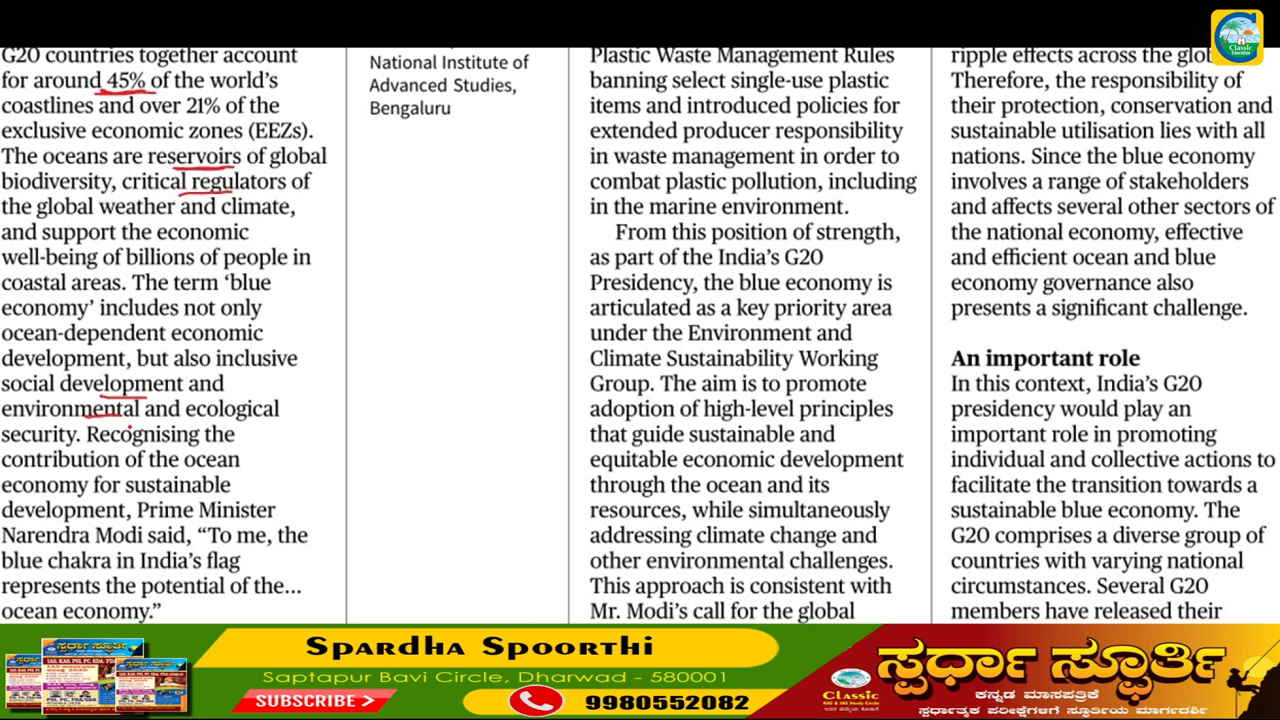 G20 countries together account
for around 45% of the world's
coastlines and over 21% of the
exclusive economic zones (EEZs).
The oceans are reservoirs of global
biodiversity, critical regulators of
the global weather and climate,
and support the economic
well-being of billions of people in
coastal areas. The term ‘blue
economy’ includes not only
ocean-dependent economic
development, but also inclusive
social development and
environmental and ecological
security. Recognising the
contribution of the ocean
economy for sustainable
development, Prime Minister
Narendra Modi said, “To me, the
blue chakra in India’s flag
represents the potential of the...
ocean economy.”
National Institute of
Advanced Studies,
Bengaluru
Plastic Waste Management Rules
banning select single-use plastic
items and introduced policies for
extended producer responsibility
in waste management in order to
combat plastic pollution, including
in the marine environment.
From this position of strength,
as part of the India’s G20
Presidency, the blue economy is
articulated as a key priority area
under the Environment and
Climate Sustainability Working
Group. The aim is to promote
adoption of high-level principles
that guide sustainable and
equitable economic development
through the ocean and its
resources, while simultaneously
addressing climate change and
other environmental challenges.
This approach is consistent with
Mr. Modi’s call for the global
ripple effects across the
Therefore, the responsibility of
their protection, conservation and
sustainable utilisation lies with all
nations. Since the blue economy
involves a range of stakeholders
and affects several other sectors of
the national economy, effective
and efficient ocean and blue
economy governance also
presents a significant challenge.
An important role
In this context, India’s G20
presidency would play an
important role in promoting
individual and collective actions to
facilitate the transition towards a
sustainable blue economy. The
G20 comprises a diverse group of
countries with varying national
circumstances. Several G20
members have released their
Classic
Education
Spardha Spoorthi
Saptapur Bavi Circle, Dharwad - 580001
SUBSCRIBE
9980552082
ಸ್ಪರ್ಧಾ ಸ್ಫೂರ್ತಿ
Classic
KAS & IAS Study Circle
ಕನ್ನಡ ಮಾಸಪತ್ರಿಕೆ
ಸ್ಪರ್ಧಾತ್ಮಕ ಪರೀಕ್ಷೆಗಳಿಗೆ ಸ್ಫೂರ್ತಿಯ ಮಾರ್ಗದರ್ಶಿ